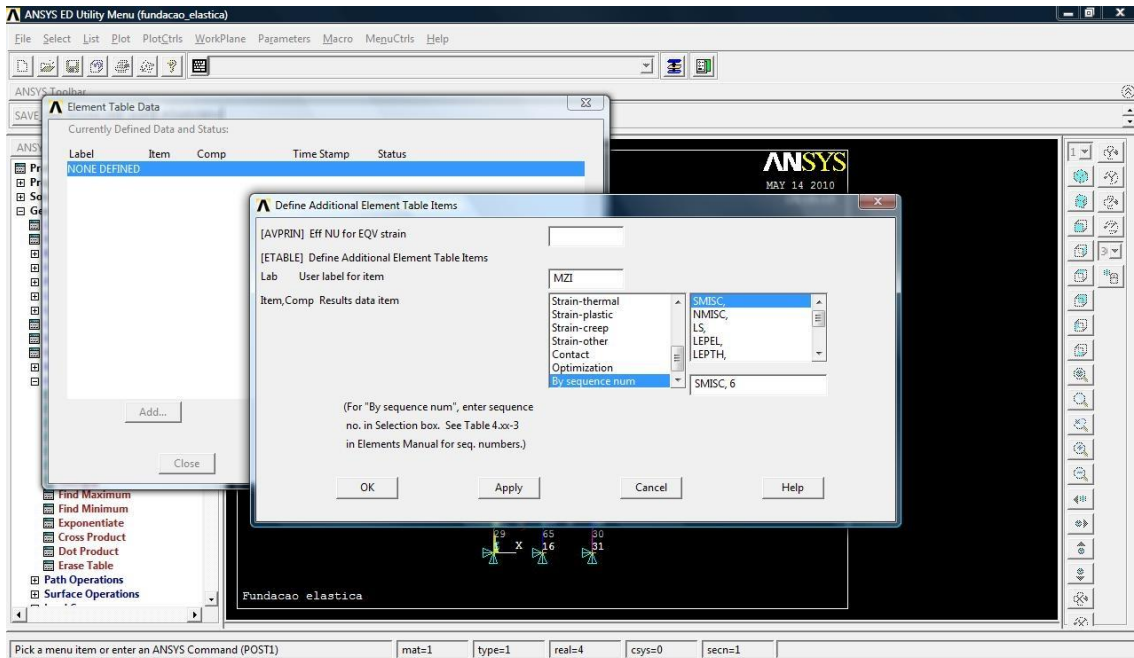 ANSYS ED Utility Menu (fundacao_elastica)
File Select List Plot PlotCtrls WorkPlane Parameters Macro MenuCtrls Help
ANSYS Toolbar
SAVE
Element Table Data
Currently Defined Data and Status:
Label Item Comp Time Stamp Status
NONE DEFINED
Add...
Close
ANSYS
MAY 14 2010
Define Additional Element Table Items
[AVPRIN] Eff NU for EQV strain
[ETABLE] Define Additional Element Table Items
Lab User label for item MZI
Item,Comp Results data item
Strain-thermal
Strain-plastic
Strain-creep
Strain-other
Contact
Optimization
By sequence num
SMISC,
NMISC,
LS,
LEPEL,
LEPTH,
SMISC, 6
(For "By sequence num", enter sequence
no. in Selection box. See Table 4.xx-3
in Elements Manual for seq. numbers.)
OK Apply Cancel Help
Find Maximum
Find Minimum
Exponentiate
Cross Product
Dot Product
Erase Table
Path Operations
Surface Operations
29 65 30
X 16 31
Fundacao elastica
Pick a menu item or enter an ANSYS Command (POST1) mat=1 type=1 real=4 csys=0 secn=1